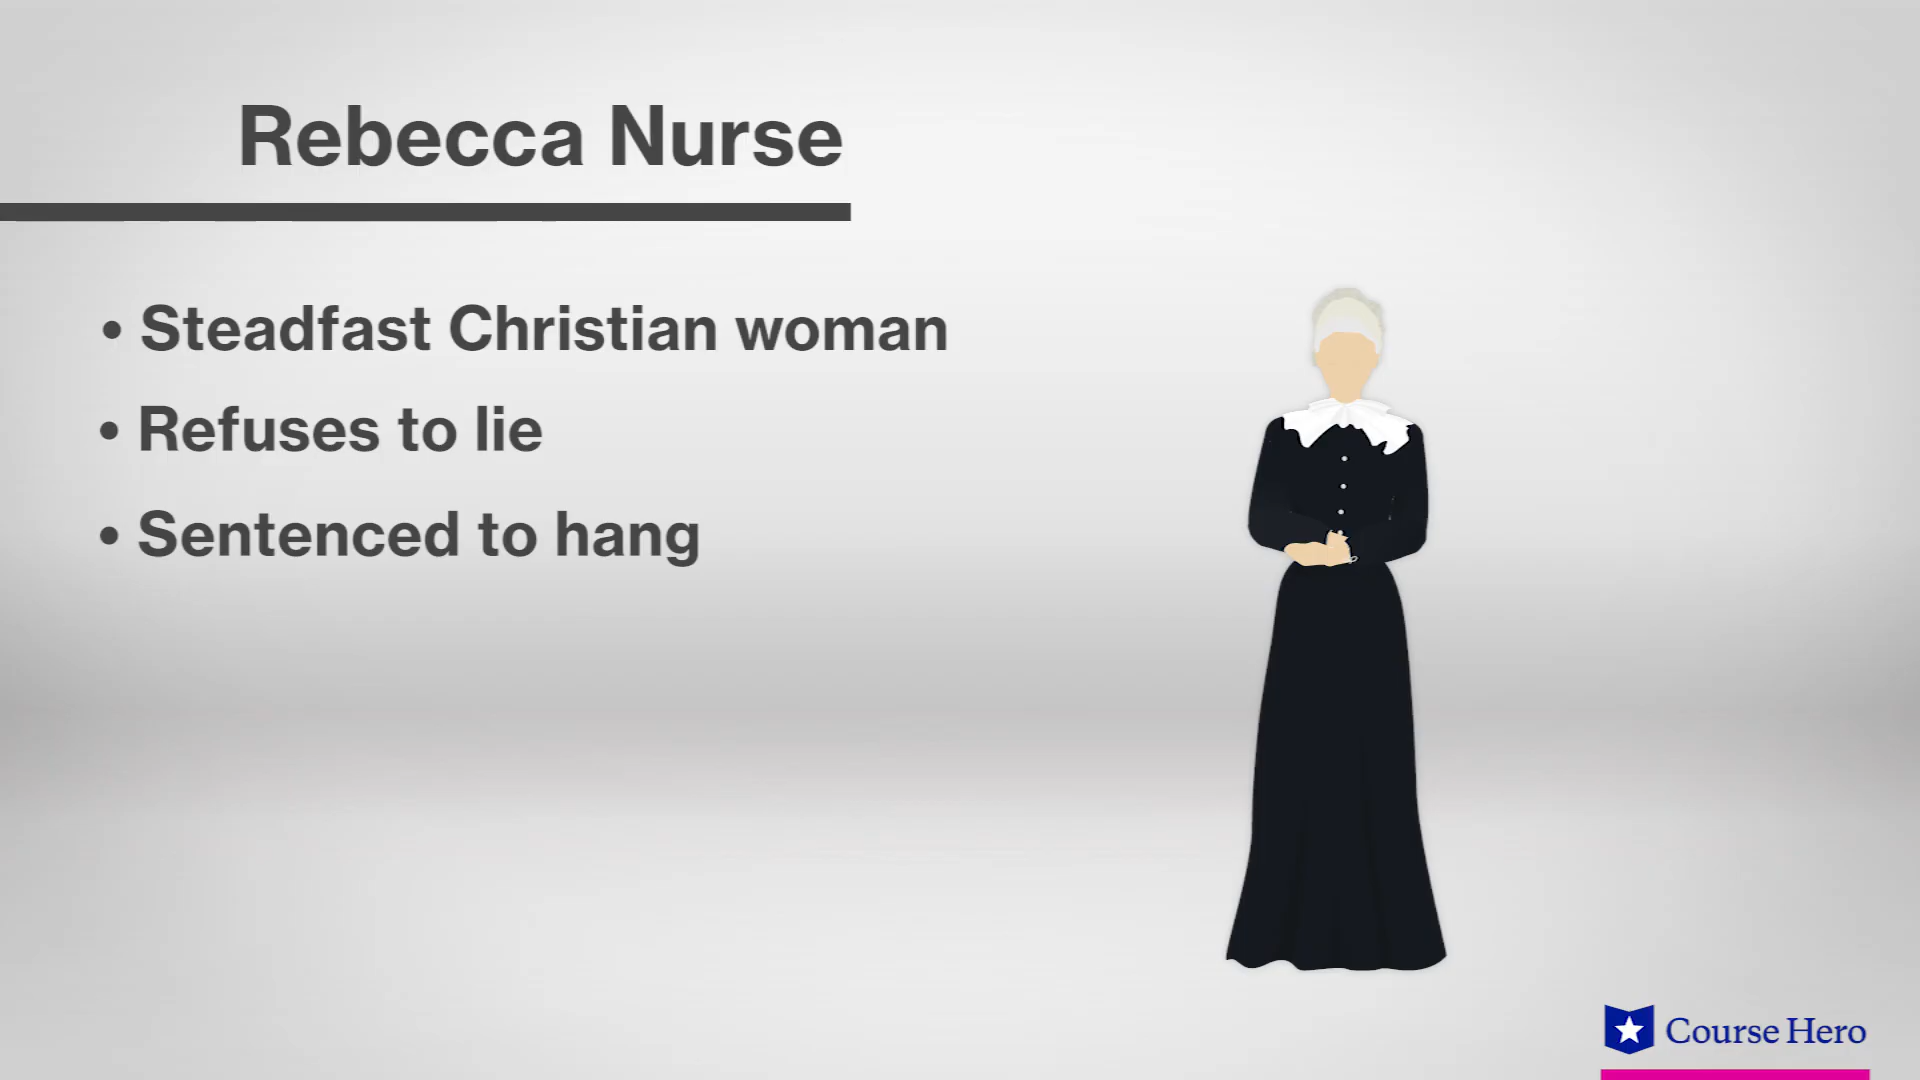 Rebecca Nurse
• Steadfast Christian woman
• Refuses to lie
• Sentenced to hang
Course Hero